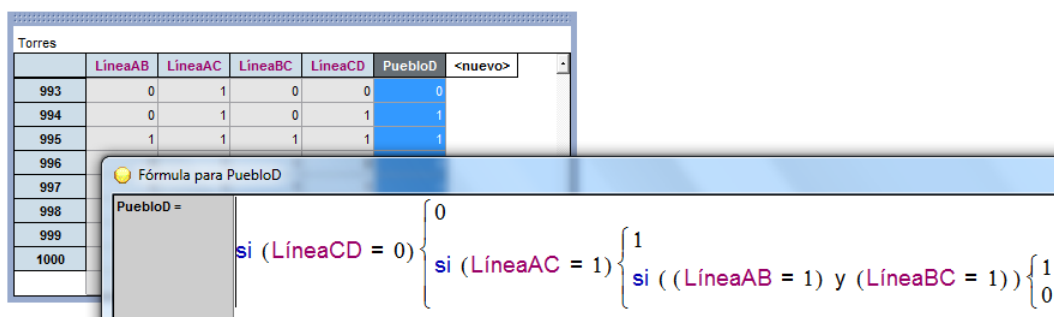 Torres
LíneaAB LíneaAC LíneaBC LíneaCD PuebloD <nuevo>
993 0 1 0 0 0
994 0 1 0 1 1
995 1 1 1 1 1
996
997
998
999
1000
Fórmula para PuebloD
PuebloD =
0
si (LíneaCD = 0)
1
si (LíneaAC = 1)
1
si ((LíneaAB = 1) y (LíneaBC = 1))
0